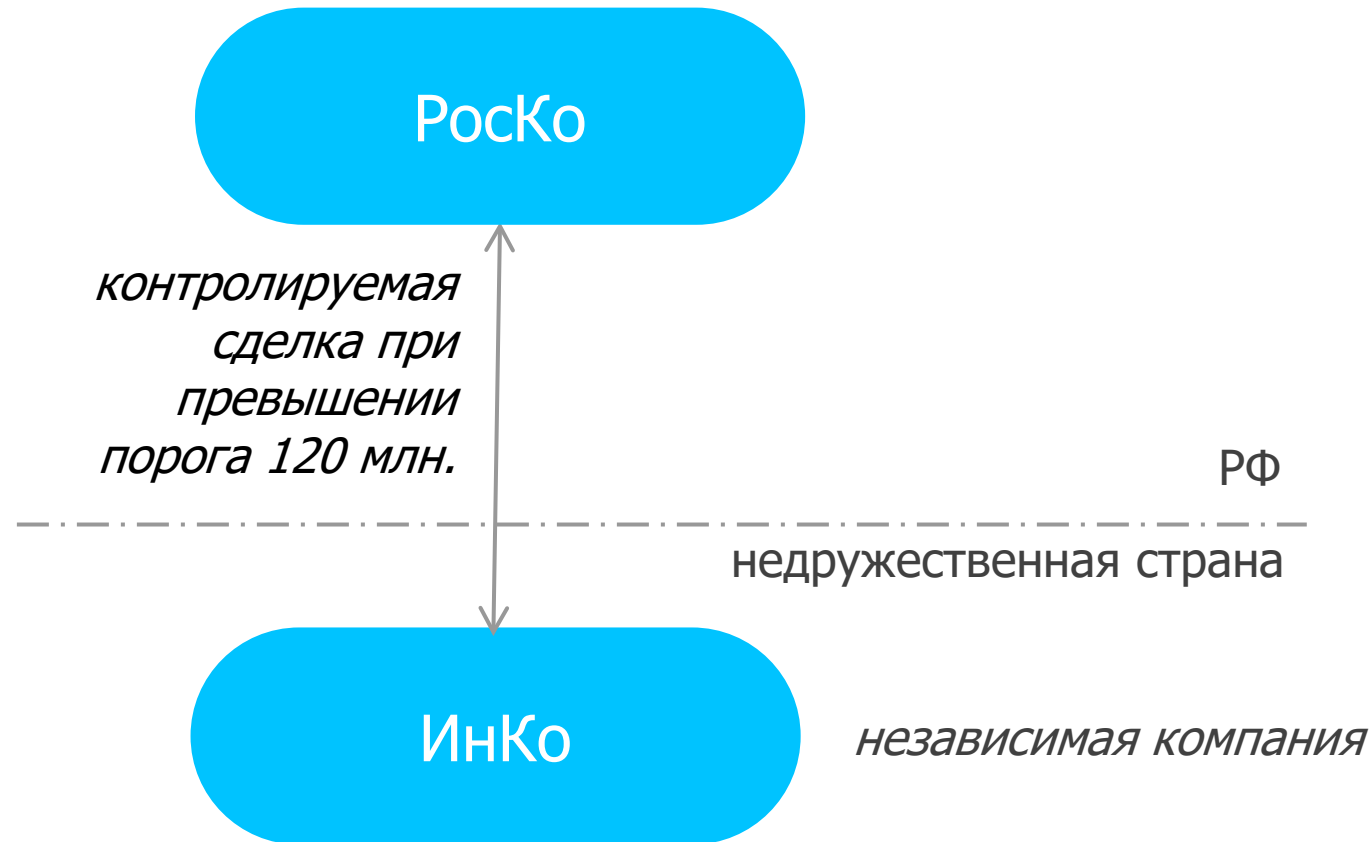 РосКо
контролируемая
сделка при
превышении
порога 120 млн.
РФ
недружественная страна
ИнКо
независимая компания